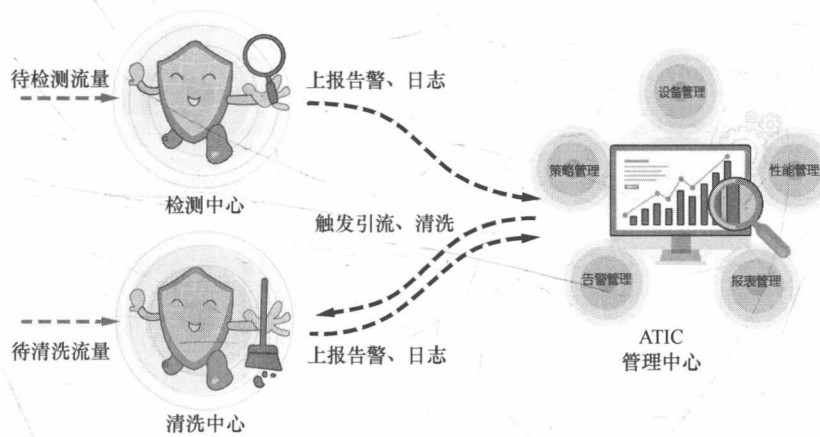 待检测流量
上报告警、日志
检测中心
触发引流、清洗
待清洗流量
上报告警、日志
清洗中心
设备管理
策略管理
性能管理
告警管理
报表管理
ATIC
管理中心